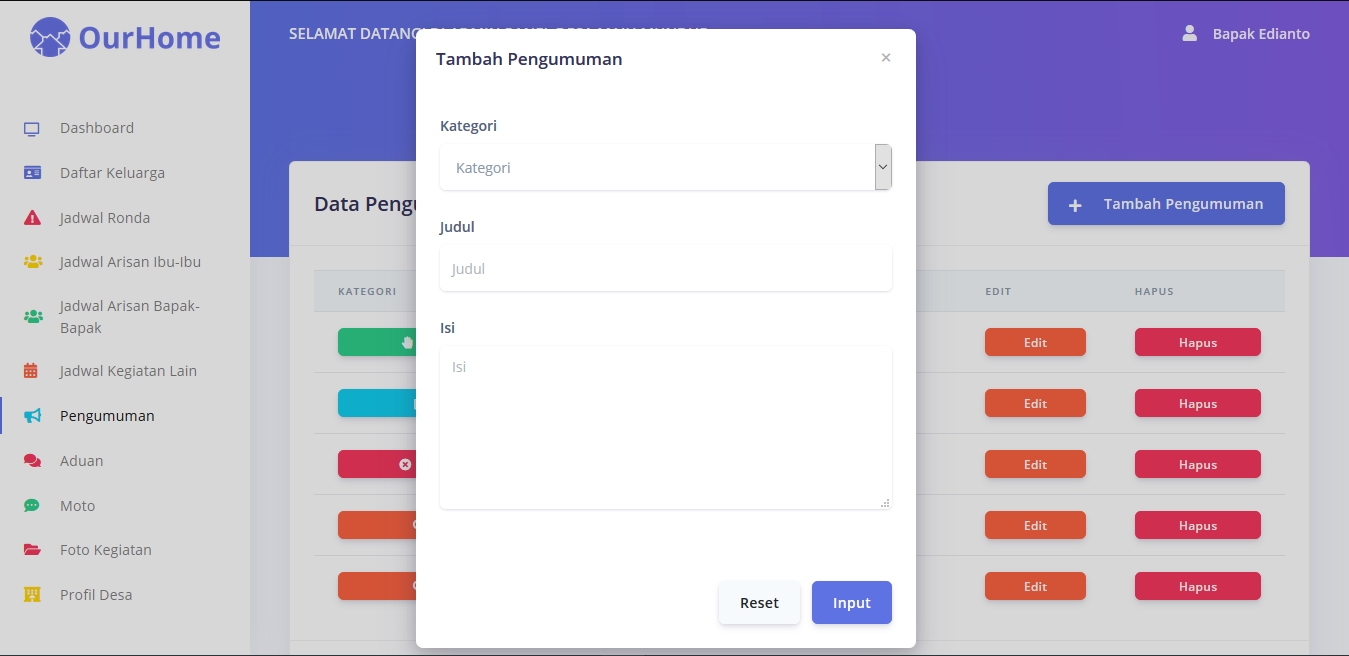 OurHome
Dashboard
Daftar Keluarga
Jadwal Ronda
Jadwal Arisan Ibu-Ibu
Jadwal Arisan Bapak-
Bapak
Jadwal Kegiatan Lain
Pengumuman
Aduan
Moto
Foto Kegiatan
Profil Desa
SELAMAT DATANG
Bapak Edianto
Data Pengu
Tambah Pengumuman
KATEGORI EDIT HAPUS
Edit Hapus
Edit Hapus
Edit Hapus
Edit Hapus
Edit Hapus
Tambah Pengumuman ×
Kategori
Kategori
Judul
Judul
Isi
Isi
Reset Input